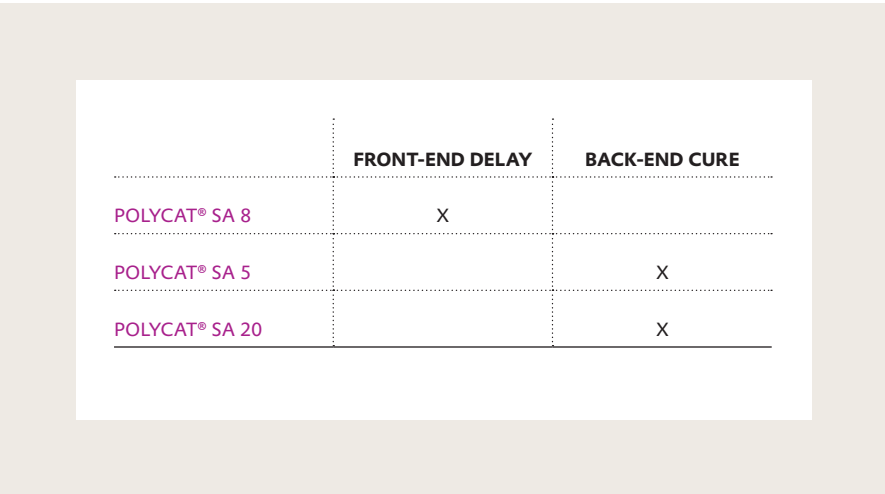 FRONT-END DELAY BACK-END CURE
POLYCAT® SA 8 X
POLYCAT® SA 5 X
POLYCAT® SA 20 X